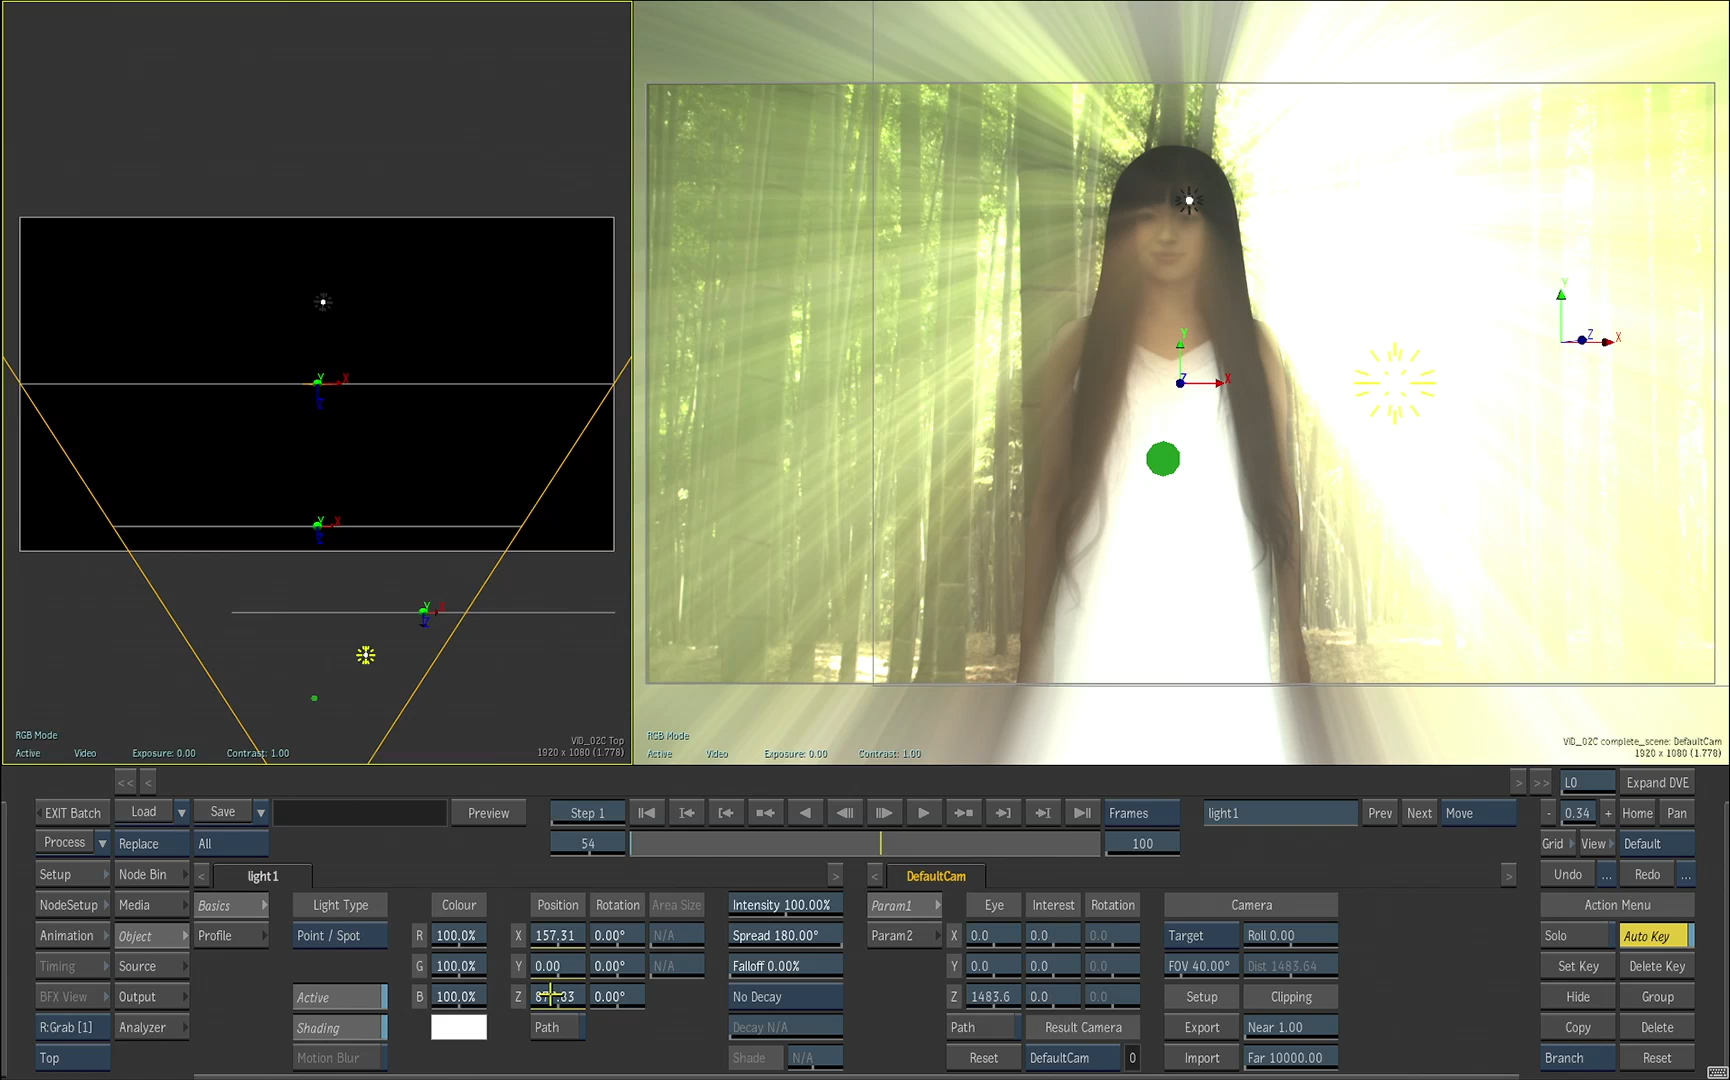 Y
X
Z
Y
X
Z
Y
Z
Y
X
Z
Y
Z
X
RGB Mode
Active Video Exposure: 0.00 Contrast: 1.00
VID_02C Top
1920 x 1080 (1.778)
RGB Mode
Active Video Exposure: 0.00 Contrast: 1.00
VID_02C complete_scene: DefaultCam
1920 x 1080 (1.778)
<< < > >> L0 Expand DVE
EXIT Batch Load Save Preview Step 1 Frames light1 Prev Next Move - 0.34 + Home Pan
Process Replace All 54 100 Grid View Default
Setup Node Bin < light1 > < DefaultCam > Undo ... Redo ...
NodeSetup Media Basics Light Type Colour Position Rotation Area Size Intensity 100.00% Param1 Eye Interest Rotation Camera Action Menu
Animation Object Profile Point / Spot R 100.0% X 157.31 0.00° N/A Spread 180.00° Param2 X 0.0 0.0 0.0 Target Roll 0.00 Solo Auto Key
Timing Source G 100.0% Y 0.00 0.00° N/A Falloff 0.00% Y 0.0 0.0 0.0 FOV 40.00° Dist 1483.64 Set Key Delete Key
BFX View Output Active B 100.0% Z 0.00° No Decay Z 1483.6 0.0 0.0 Setup Clipping Hide Group
R:Grab [1] Analyzer Shading Path Decay N/A Path Result Camera Export Near 1.00 Copy Delete
Top Motion Blur Shade N/A Reset DefaultCam 0 Import Far 10000.00 Branch Reset